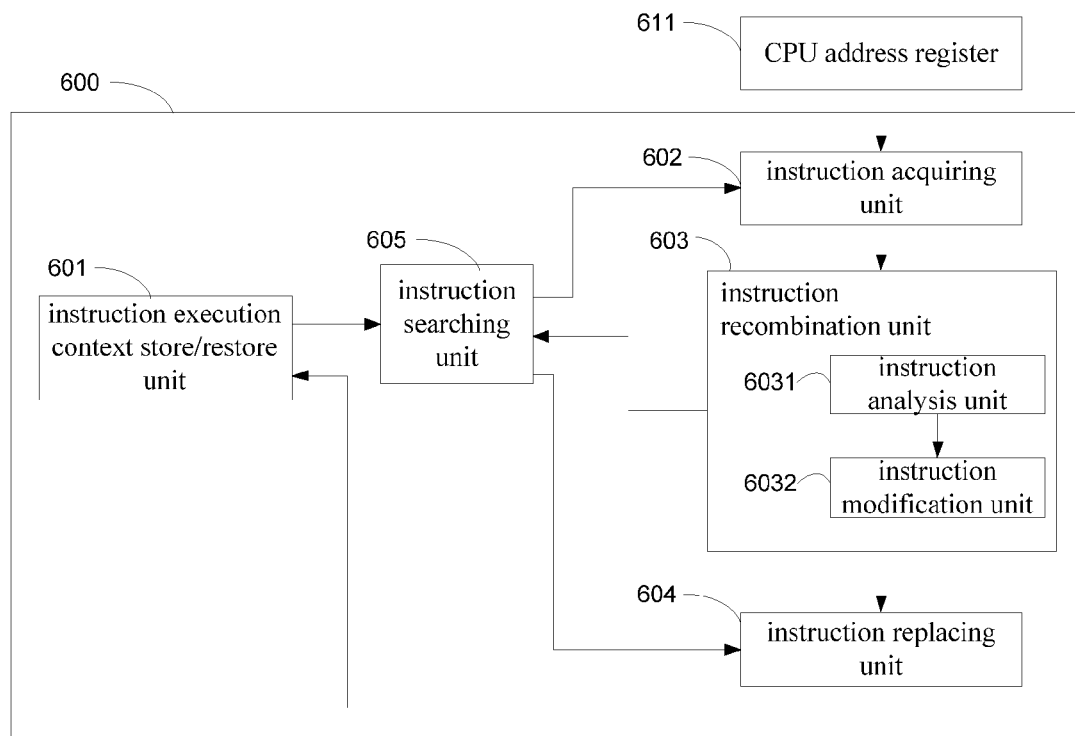 611
CPU address register
600
602
instruction acquiring
unit
603
605
601
instruction
searching
unit
instruction execution
context store/restore
unit
instruction
recombination unit
6031
instruction
analysis unit
6032
instruction
modification unit
604
instruction replacing
unit